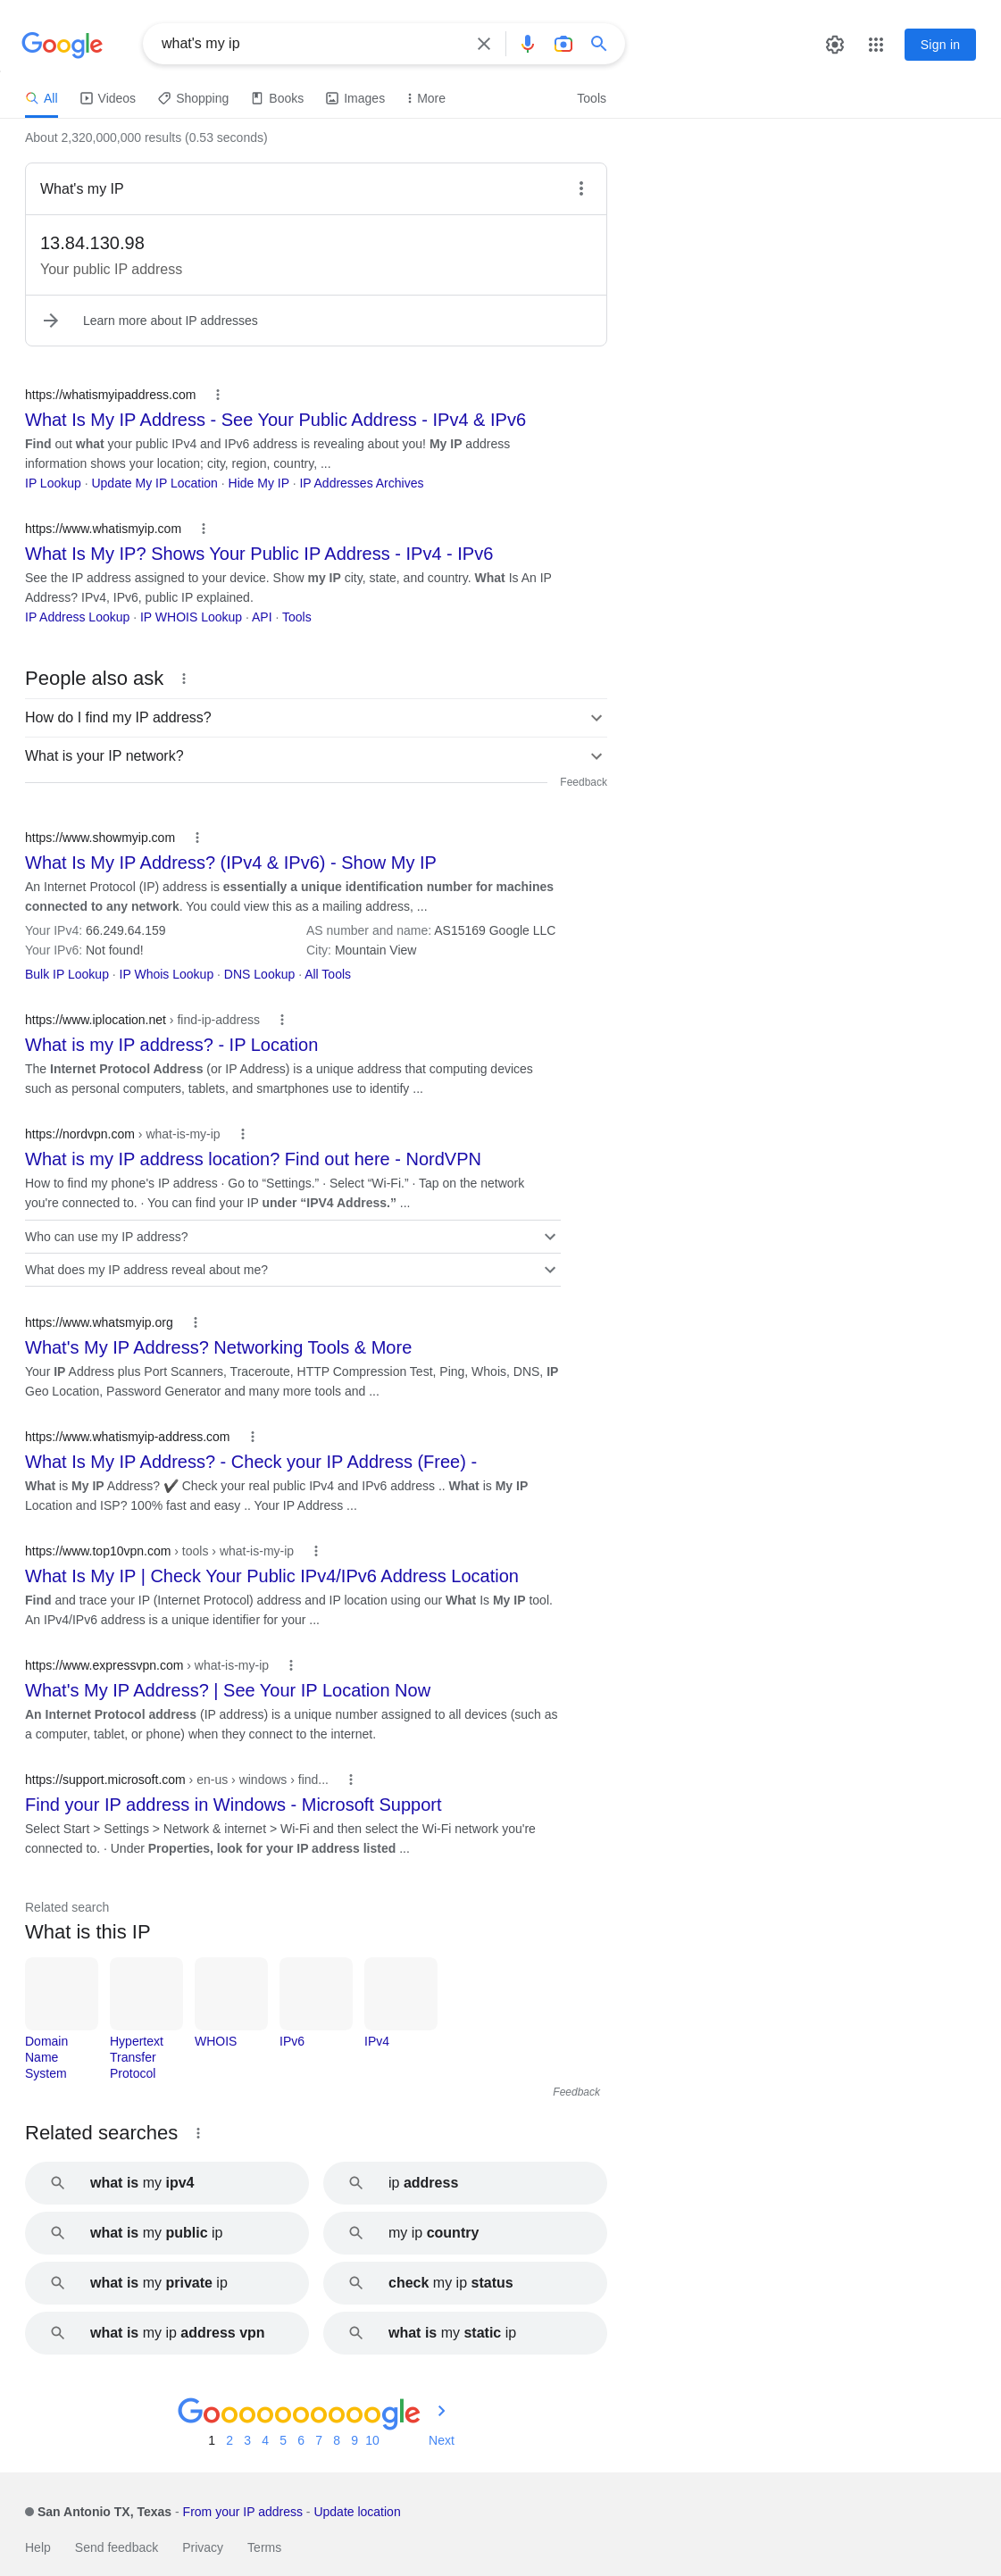 Google
what's my ip
Sign in
All Videos Shopping Books Images More Tools
About 2,320,000,000 results (0.53 seconds)
What's my IP
13.84.130.98
Your public IP address
Learn more about IP addresses
https://whatismyipaddress.com
What Is My IP Address - See Your Public Address - IPv4 & IPv6
Find out what your public IPv4 and IPv6 address is revealing about you! My IP address
information shows your location; city, region, country, ...
IP Lookup · Update My IP Location · Hide My IP · IP Addresses Archives
https://www.whatismyip.com
What Is My IP? Shows Your Public IP Address - IPv4 - IPv6
See the IP address assigned to your device. Show my IP city, state, and country. What Is An IP
Address? IPv4, IPv6, public IP explained.
IP Address Lookup · IP WHOIS Lookup · API · Tools
People also ask
How do I find my IP address?
What is your IP network?
Feedback
https://www.showmyip.com
What Is My IP Address? (IPv4 & IPv6) - Show My IP
An Internet Protocol (IP) address is essentially a unique identification number for machines
connected to any network. You could view this as a mailing address, ...
Your IPv4: 66.249.64.159 AS number and name: AS15169 Google LLC
Your IPv6: Not found! City: Mountain View
Bulk IP Lookup · IP Whois Lookup · DNS Lookup · All Tools
https://www.iplocation.net › find-ip-address
What is my IP address? - IP Location
The Internet Protocol Address (or IP Address) is a unique address that computing devices
such as personal computers, tablets, and smartphones use to identify ...
https://nordvpn.com › what-is-my-ip
What is my IP address location? Find out here - NordVPN
How to find my phone's IP address · Go to “Settings.” · Select “Wi-Fi.” · Tap on the network
you're connected to. · You can find your IP under “IPV4 Address.” ...
Who can use my IP address?
What does my IP address reveal about me?
https://www.whatsmyip.org
What's My IP Address? Networking Tools & More
Your IP Address plus Port Scanners, Traceroute, HTTP Compression Test, Ping, Whois, DNS, IP
Geo Location, Password Generator and many more tools and ...
https://www.whatismyip-address.com
What Is My IP Address? - Check your IP Address (Free) -
What is My IP Address? ✔️ Check your real public IPv4 and IPv6 address .. What is My IP
Location and ISP? 100% fast and easy .. Your IP Address ...
https://www.top10vpn.com › tools › what-is-my-ip
What Is My IP | Check Your Public IPv4/IPv6 Address Location
Find and trace your IP (Internet Protocol) address and IP location using our What Is My IP tool.
An IPv4/IPv6 address is a unique identifier for your ...
https://www.expressvpn.com › what-is-my-ip
What's My IP Address? | See Your IP Location Now
An Internet Protocol address (IP address) is a unique number assigned to all devices (such as
a computer, tablet, or phone) when they connect to the internet.
https://support.microsoft.com › en-us › windows › find...
Find your IP address in Windows - Microsoft Support
Select Start > Settings > Network & internet > Wi-Fi and then select the Wi-Fi network you're
connected to. · Under Properties, look for your IP address listed ...
Related search
What is this IP
Domain
Name
System
Hypertext
Transfer
Protocol
WHOIS
IPv6
IPv4
Feedback
Related searches
what is my ipv4
ip address
what is my public ip
my ip country
what is my private ip
check my ip status
what is my ip address vpn
what is my static ip
Goooooooooogle
1 2 3 4 5 6 7 8 9 10 Next
San Antonio TX, Texas - From your IP address - Update location
Help Send feedback Privacy Terms